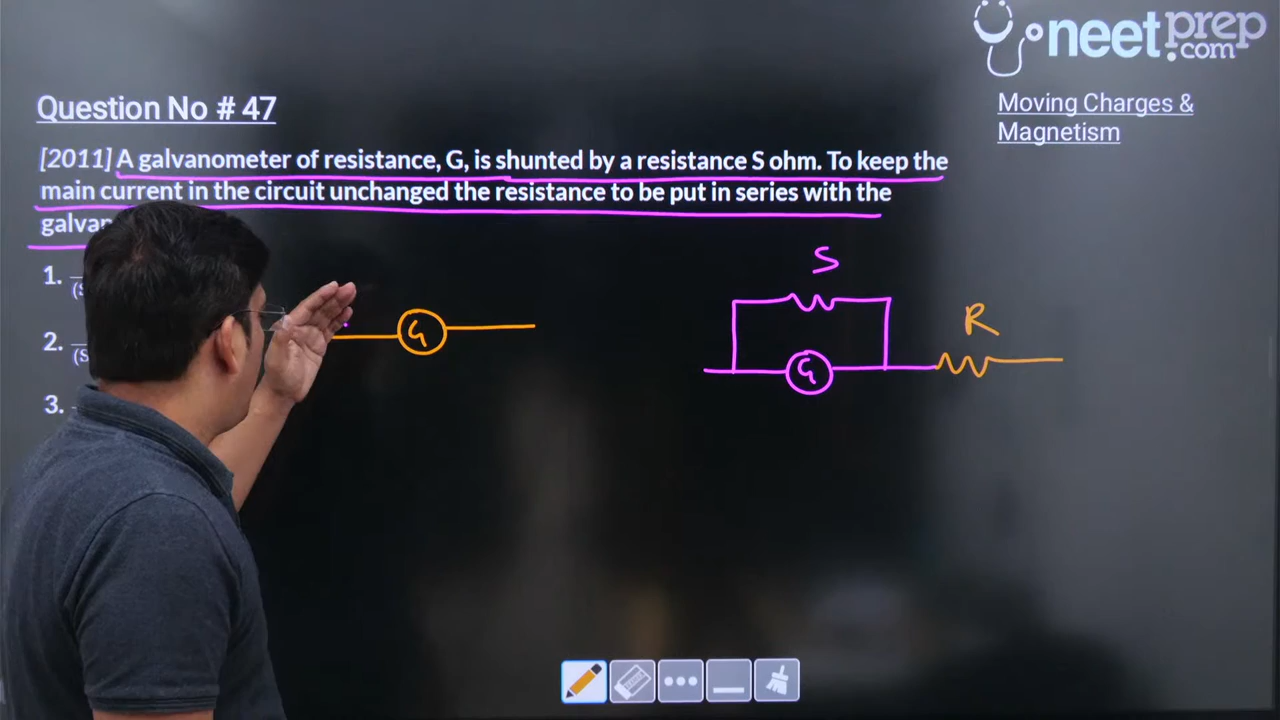 neetprep
.com
Question No # 47
Moving Charges &
Magnetism
[2011] A galvanometer of resistance, G, is shunted by a resistance S ohm. To keep the
main current in the circuit unchanged the resistance to be put in series with the
1.
2.
3.
S
R
G
G